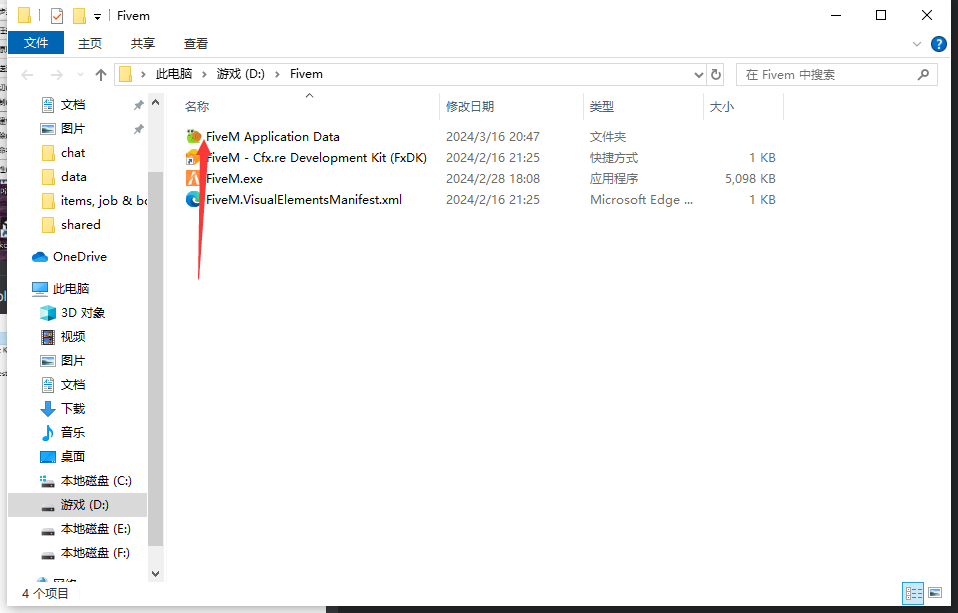 Fivem
文件 主页 共享 查看
此电脑 游戏 (D:) Fivem
在 Fivem 中搜索
名称 修改日期 类型 大小
FiveM Application Data 2024/3/16 20:47 文件夹
FiveM - Cfx.re Development Kit (FxDK) 2024/2/16 21:25 快捷方式 1 KB
FiveM.exe 2024/2/28 18:08 应用程序 5,098 KB
FiveM.VisualElementsManifest.xml 2024/2/16 21:25 Microsoft Edge ... 1 KB
文档
图片
chat
data
items, job & bo
shared
OneDrive
此电脑
3D 对象
视频
图片
文档
下载
音乐
桌面
本地磁盘 (C:)
游戏 (D:)
本地磁盘 (E:)
本地磁盘 (F:)
网络
4 个项目